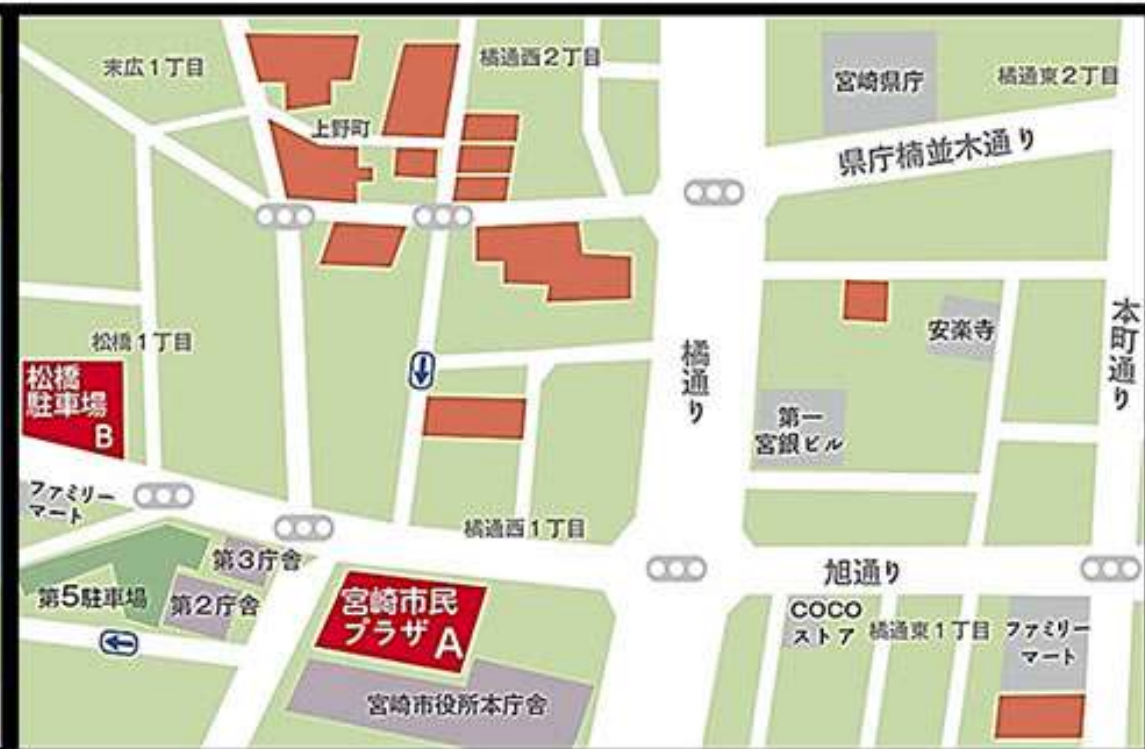 末広1丁目
橘通西2丁目
宮崎県庁
橘通東2丁目
上野町
県庁楠並木通り
松橋1丁目
安楽寺
本町通り
橘通り
松橋
駐車場
B
第一
宮銀ビル
ファミリー
マート
橘通西1丁目
第3庁舎
旭通り
第5駐車場
第2庁舎
宮崎市民
プラザ A
COCO
ストア
橘通東1丁目
ファミリー
マート
宮崎市役所本庁舎